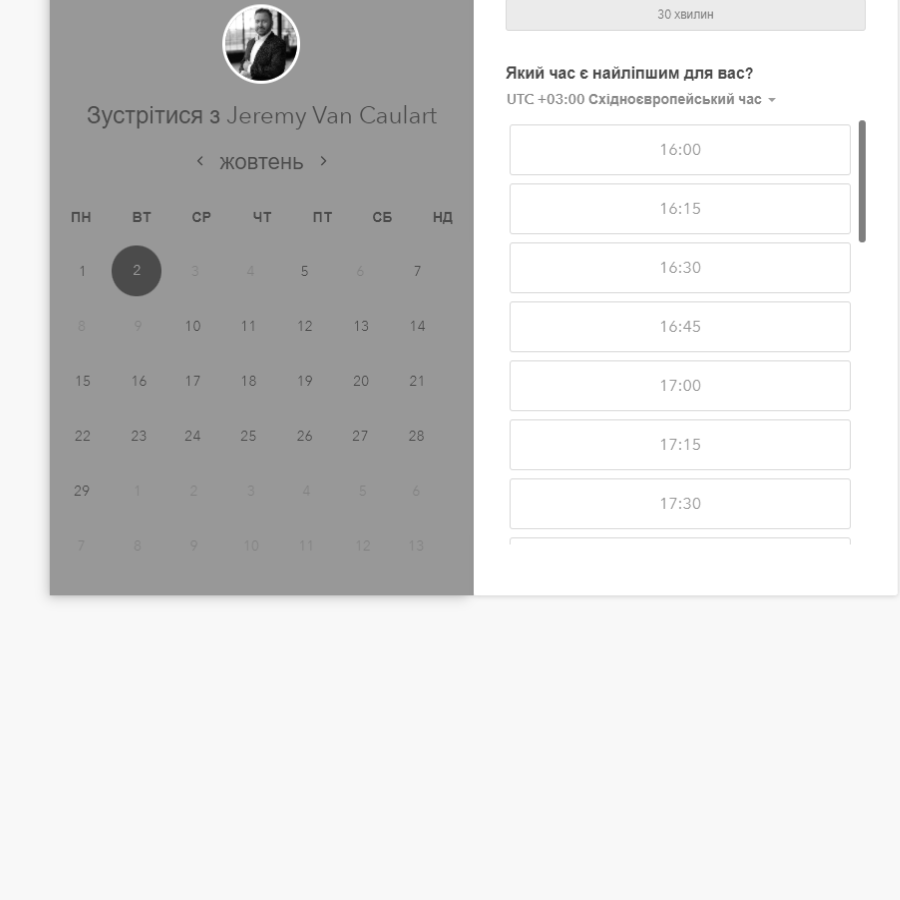 Зустрітися з Jeremy Van Caulart
жовтень
ПН ВТ СР ЧТ ПТ СБ НД
1 2 3 4 5 6 7
8 9 10 11 12 13 14
15 16 17 18 19 20 21
22 23 24 25 26 27 28
29 1 2 3 4 5 6
7 8 9 10 11 12 13
30 хвилин
Який час є найліпшим для вас?
UTC +03:00 Східноєвропейський час
16:00
16:15
16:30
16:45
17:00
17:15
17:30